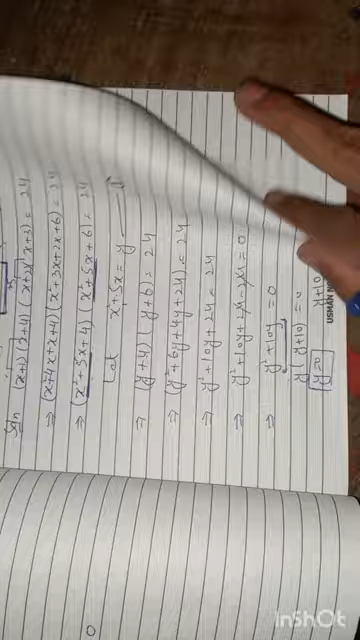 Sol^n (x+1)(x+4)(x+2)(x+3) = 24
⇒ (x²+4x+x+4)(x²+3x+2x+6) = 24
⇒ (x²+5x+4)(x²+5x+6) = 24
Let x²+5x = y
⇒ (y+4)(y+6) = 24
⇒ (y²+6y+4y+24) = 24
⇒ y²+10y+24 = 24
⇒ y²+10y+24-24 = 0
⇒ y²+10y = 0
y(y+10) = 0
y=0
USMAN
InShOt